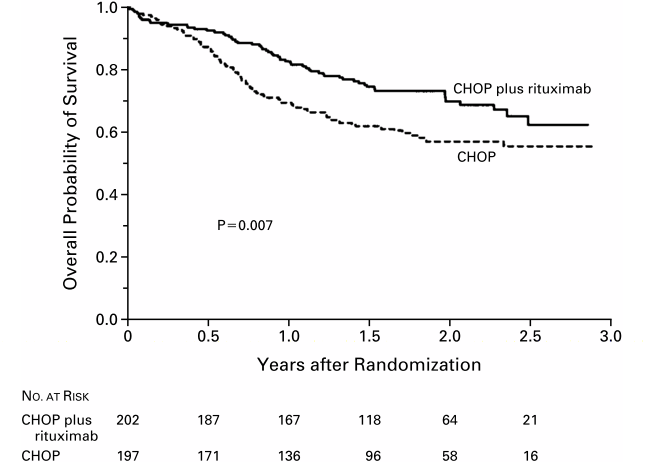 1.0
0.8
0.6
0.4
0.2
0.0
Overall Probability of Survival
CHOP plus rituximab
CHOP
P=0.007
0 0.5 1.0 1.5 2.0 2.5 3.0
Years after Randomization
NO. AT RISK
CHOP plus 202 187 167 118 64 21
rituximab
CHOP 197 171 136 96 58 16